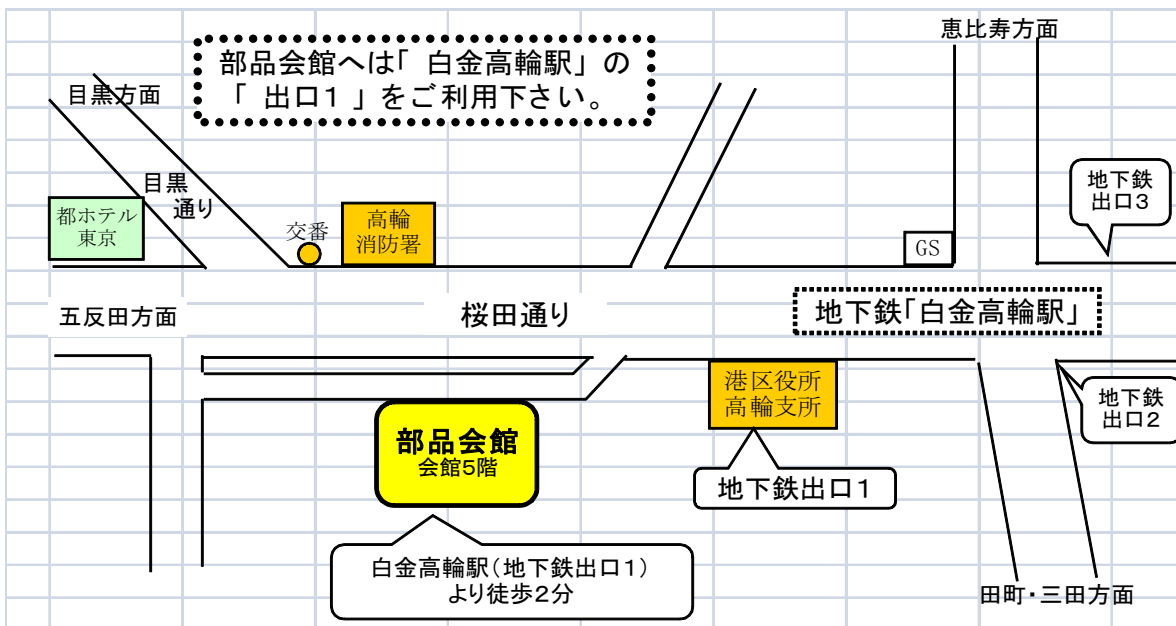 恵比寿方面
部品会館へは「 白金高輪駅」の
「 出口1 」をご利用下さい。
目黒方面
目黒
通り
地下鉄
出口3
都ホテル
東京
交番
高輪
消防署
GS
五反田方面
桜田通り
地下鉄「白金高輪駅」
港区役所
高輪支所
地下鉄
出口2
部品会館
会館5階
地下鉄出口1
白金高輪駅(地下鉄出口1)
より徒歩2分
田町・三田方面